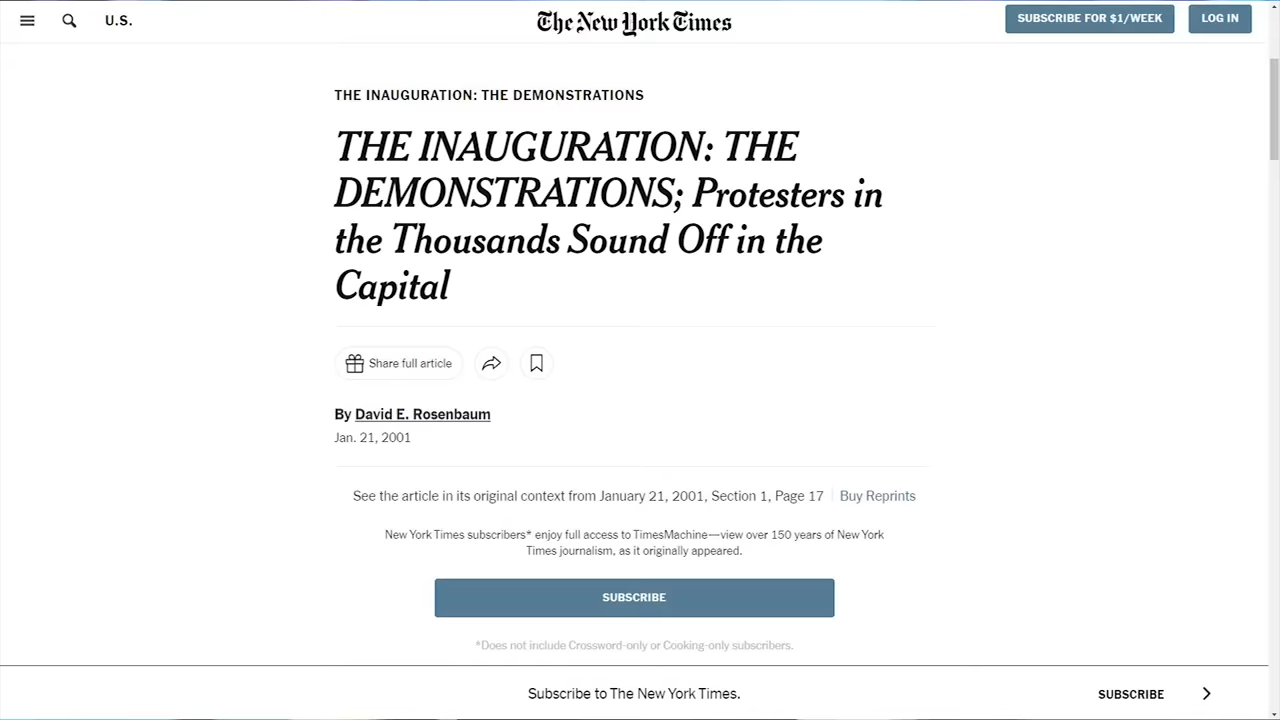 U.S.
The New York Times
SUBSCRIBE FOR $1/WEEK
LOG IN
THE INAUGURATION: THE DEMONSTRATIONS
THE INAUGURATION: THE
DEMONSTRATIONS; Protesters in
the Thousands Sound Off in the
Capital
Share full article
By David E. Rosenbaum
Jan. 21, 2001
See the article in its original context from January 21, 2001, Section 1, Page 17
Buy Reprints
New York Times subscribers* enjoy full access to TimesMachine—view over 150 years of New York
Times journalism, as it originally appeared.
SUBSCRIBE
*Does not include Crossword-only or Cooking-only subscribers.
Subscribe to The New York Times.
SUBSCRIBE